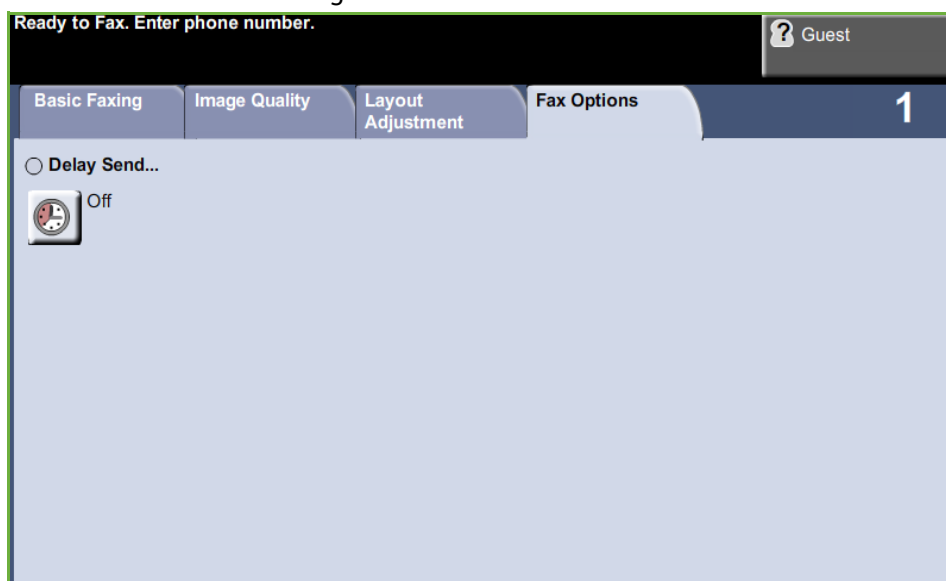 Ready to Fax. Enter phone number.
? Guest
Basic Faxing Image Quality Layout Adjustment Fax Options 1
Delay Send...
Off